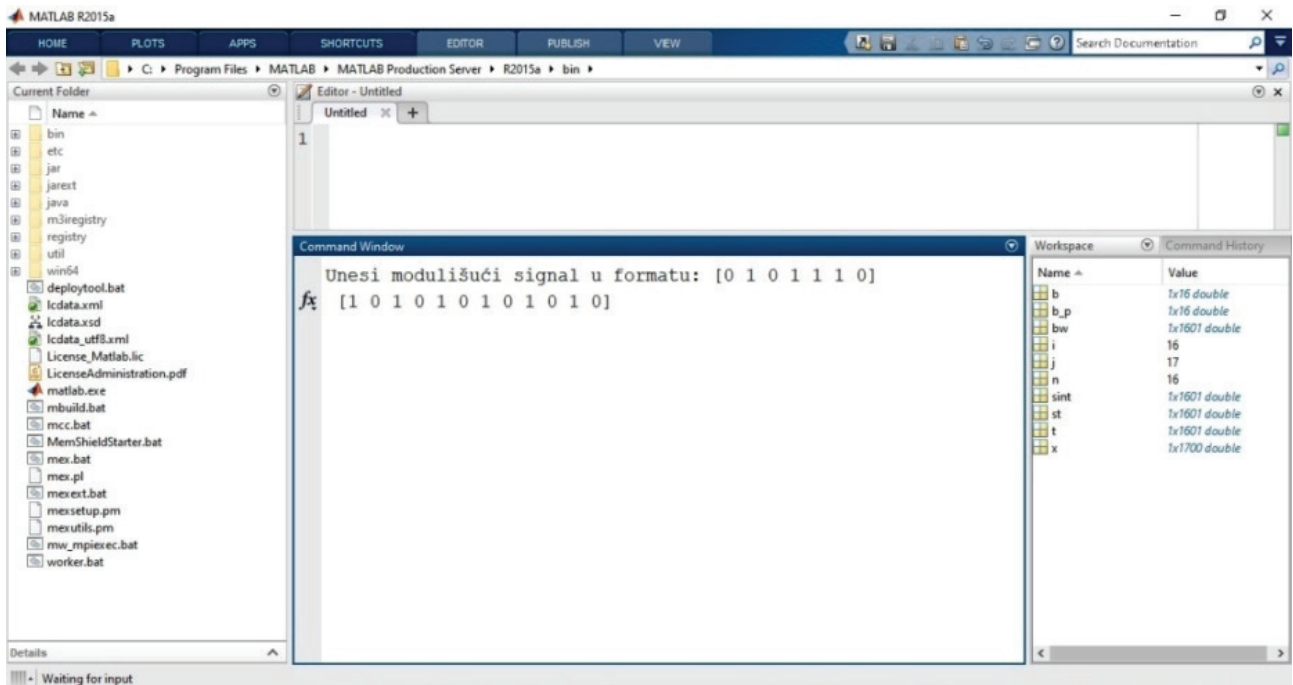 MATLAB R2015a
HOME PLOTS APPS SHORTCUTS EDITOR PUBLISH VIEW Search Documentation
C: Program Files MATLAB MATLAB Production Server R2015a bin
Current Folder
Name
bin
etc
jar
jarext
java
m3iregistry
registry
util
win64
deploytool.bat
lcdata.xml
lcdata.xsd
lcdata_utf8.xml
License_Matlab.lic
LicenseAdministration.pdf
matlab.exe
mbuild.bat
mcc.bat
MemShieldStarter.bat
mex.bat
mex.pl
mexext.bat
mexsetup.pm
mexutils.pm
mw_mpiexec.bat
worker.bat
Details
Waiting for input
Editor - Untitled
Untitled +
1
Command Window
Unesi modulišući signal u formatu: [0 1 0 1 1 1 0]
fx [1 0 1 0 1 0 1 0 1 0 1 0]
Workspace Command History
Name Value
b 1x16 double
b_p 1x16 double
bw 1x1601 double
i 16
j 17
n 16
sint 1x1601 double
st 1x1601 double
t 1x1601 double
x 1x1700 double